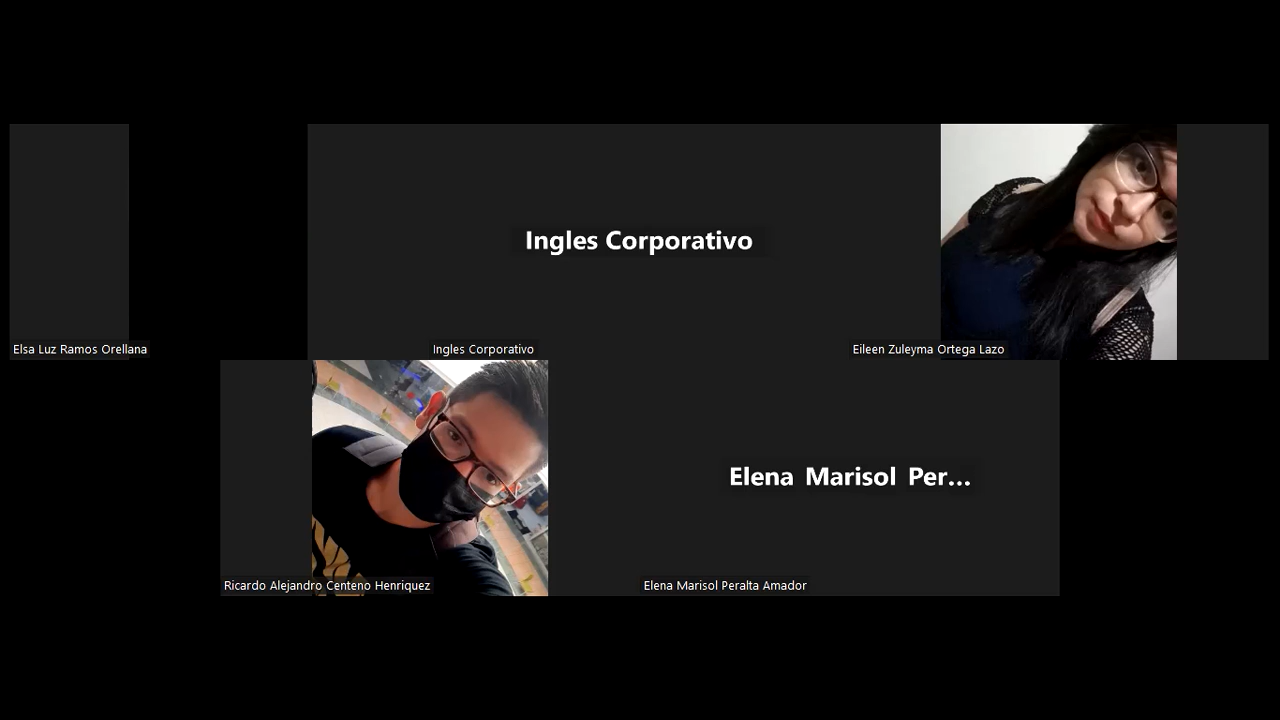 Ingles Corporativo
Elsa Luz Ramos Orellana
Ingles Corporativo
Eileen Zuleyma Ortega Lazo
Elena Marisol Per...
Ricardo Alejandro Centeno Henriquez
Elena Marisol Peralta Amador